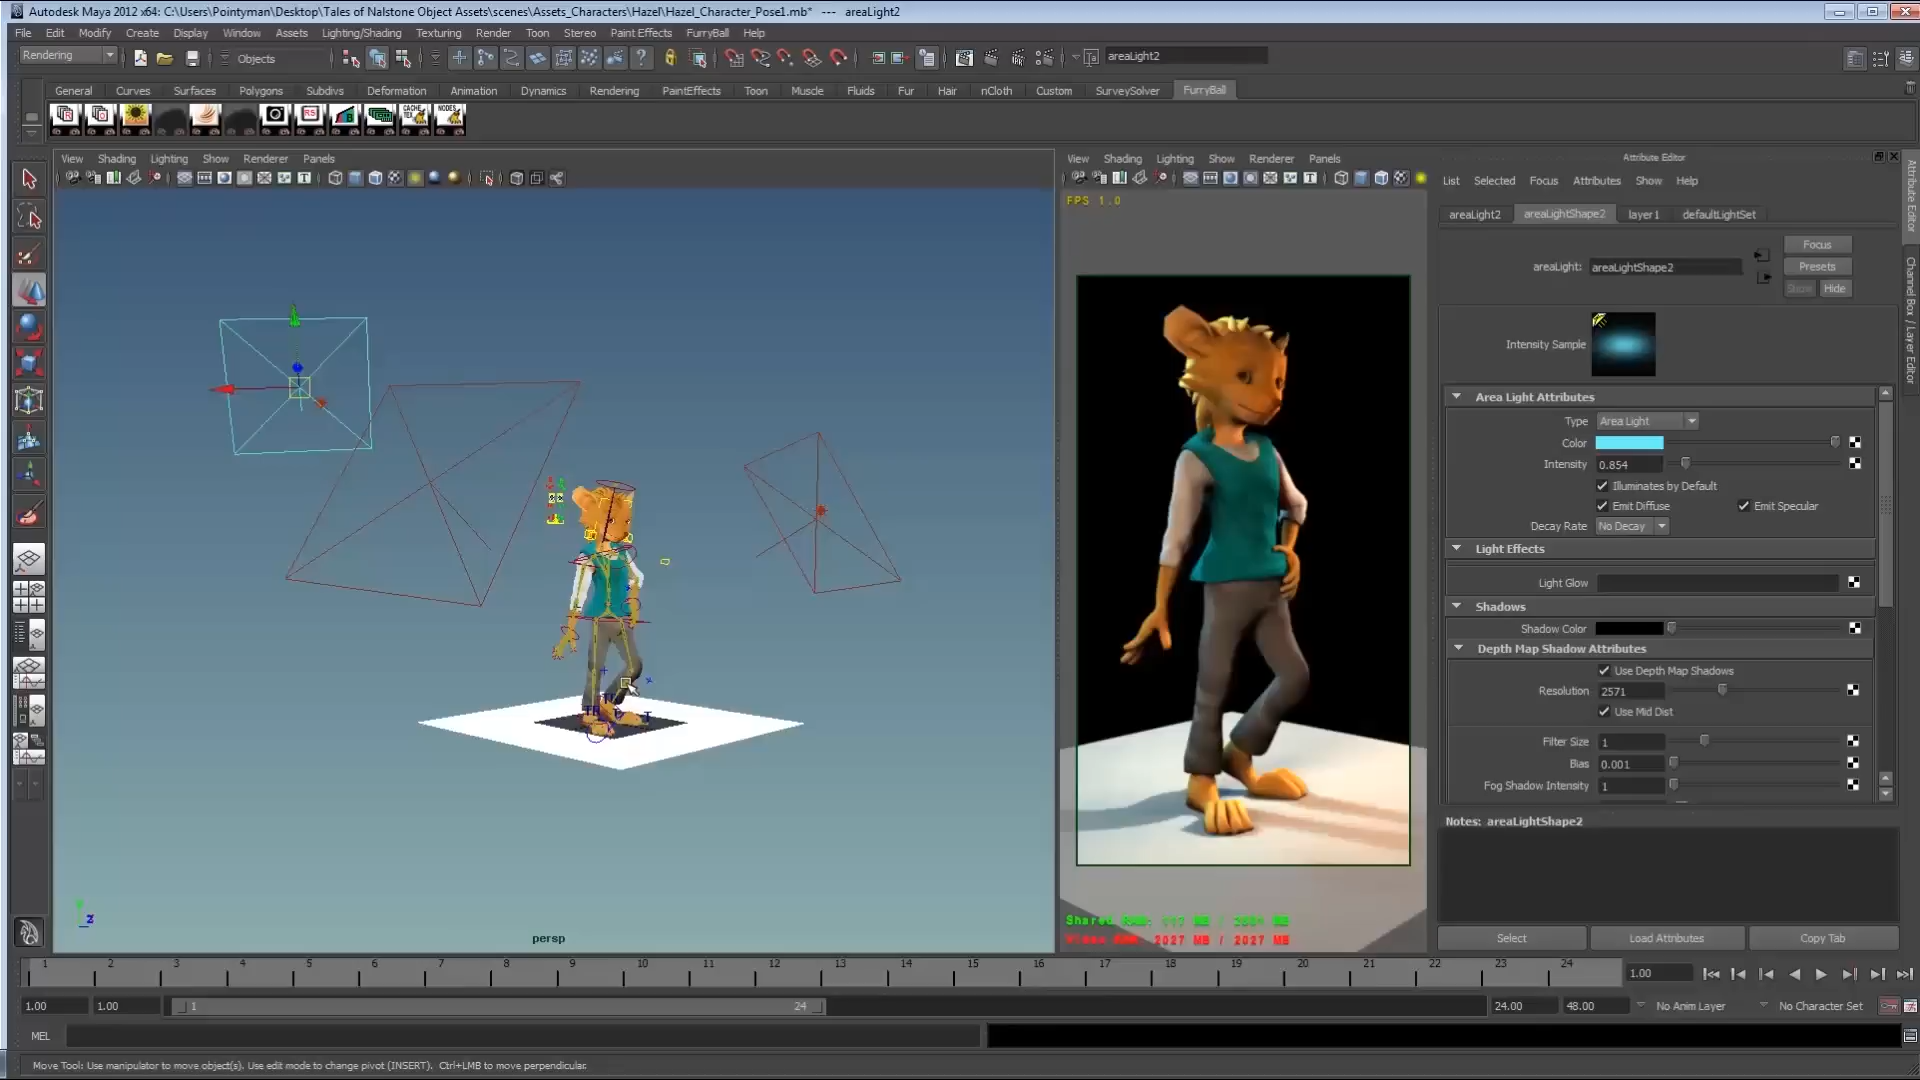 Autodesk Maya 2012 x64: C:\Users\Pointyman\Desktop\Tales of Nalstone Object Assets\scenes\Assets_Characters\Hazel\Hazel_Character_Pose1.mb* --- areaLight2
File Edit Modify Create Display Window Assets Lighting/Shading Texturing Render Toon Stereo Paint Effects FurryBall Help
Rendering Objects areaLight2
General Curves Surfaces Polygons Subdivs Deformation Animation Dynamics Rendering PaintEffects Toon Muscle Fluids Fur Hair nCloth Custom SurveySolver FurryBall
View Shading Lighting Show Renderer Panels
View Shading Lighting Show Renderer Panels
FPS 1.0
persp
Z
2027 MB / 2027 MB
Attribute Editor
List Selected Focus Attributes Show Help
areaLight2 areaLightShape2 layer1 defaultLightSet
Focus
areaLight: areaLightShape2 Presets
Show Hide
Intensity Sample
Area Light Attributes
Type Area Light
Color
Intensity 0.854
Illuminates by Default
Emit Diffuse Emit Specular
Decay Rate No Decay
Light Effects
Light Glow
Shadows
Shadow Color
Depth Map Shadow Attributes
Use Depth Map Shadows
Resolution 2571
Use Mid Dist
Filter Size 1
Bias 0.001
Fog Shadow Intensity 1
Notes: areaLightShape2
Select Load Attributes Copy Tab
Attribute Editor
Channel Box / Layer Editor
1 2 3 4 5 6 7 8 9 10 11 12 13 14 15 16 17 18 19 20 21 22 23 24 1.00
1.00 1.00 1 24 24.00 48.00 No Anim Layer No Character Set
MEL
Move Tool: Use manipulator to move object(s). Use edit mode to change pivot (INSERT). Ctrl+LMB to move perpendicular.